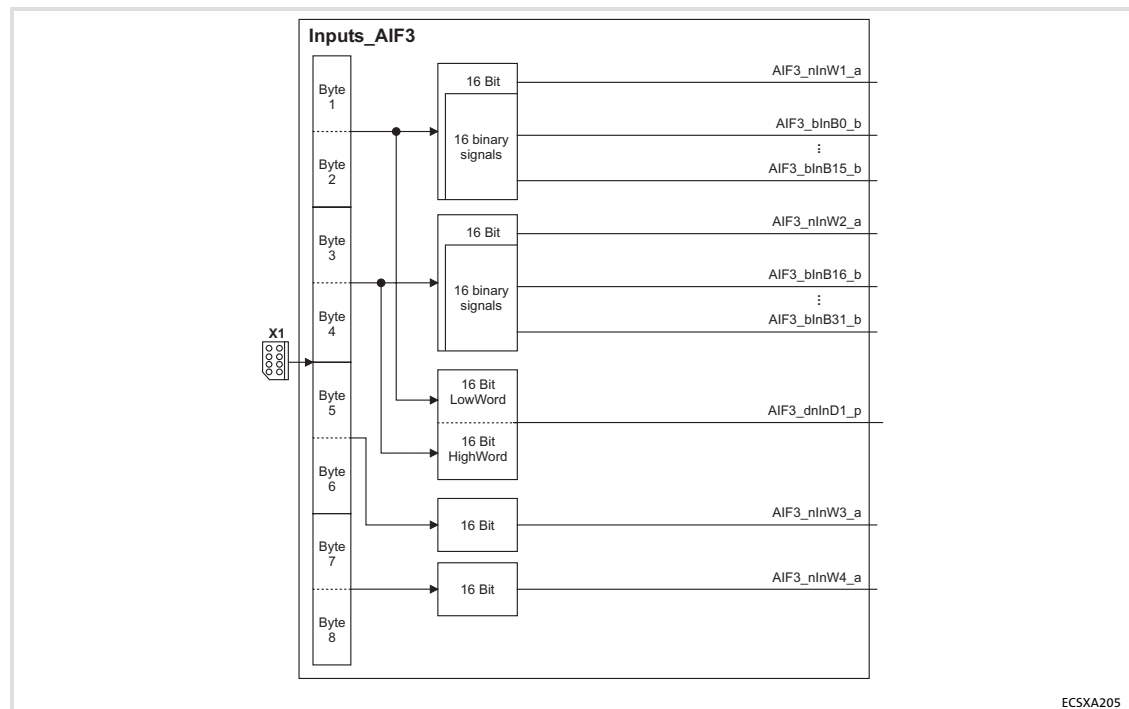 Inputs_AIF3
Byte
1
Byte
2
Byte
3
Byte
4
Byte
5
Byte
6
Byte
7
Byte
8
X1
16 Bit
16 binary
signals
16 Bit
16 binary
signals
16 Bit
LowWord
16 Bit
HighWord
16 Bit
16 Bit
AIF3_nInW1_a
AIF3_bInB0_b
...
AIF3_bInB15_b
AIF3_nInW2_a
AIF3_bInB16_b
...
AIF3_bInB31_b
AIF3_dnInD1_p
AIF3_nInW3_a
AIF3_nInW4_a
ECSXA205